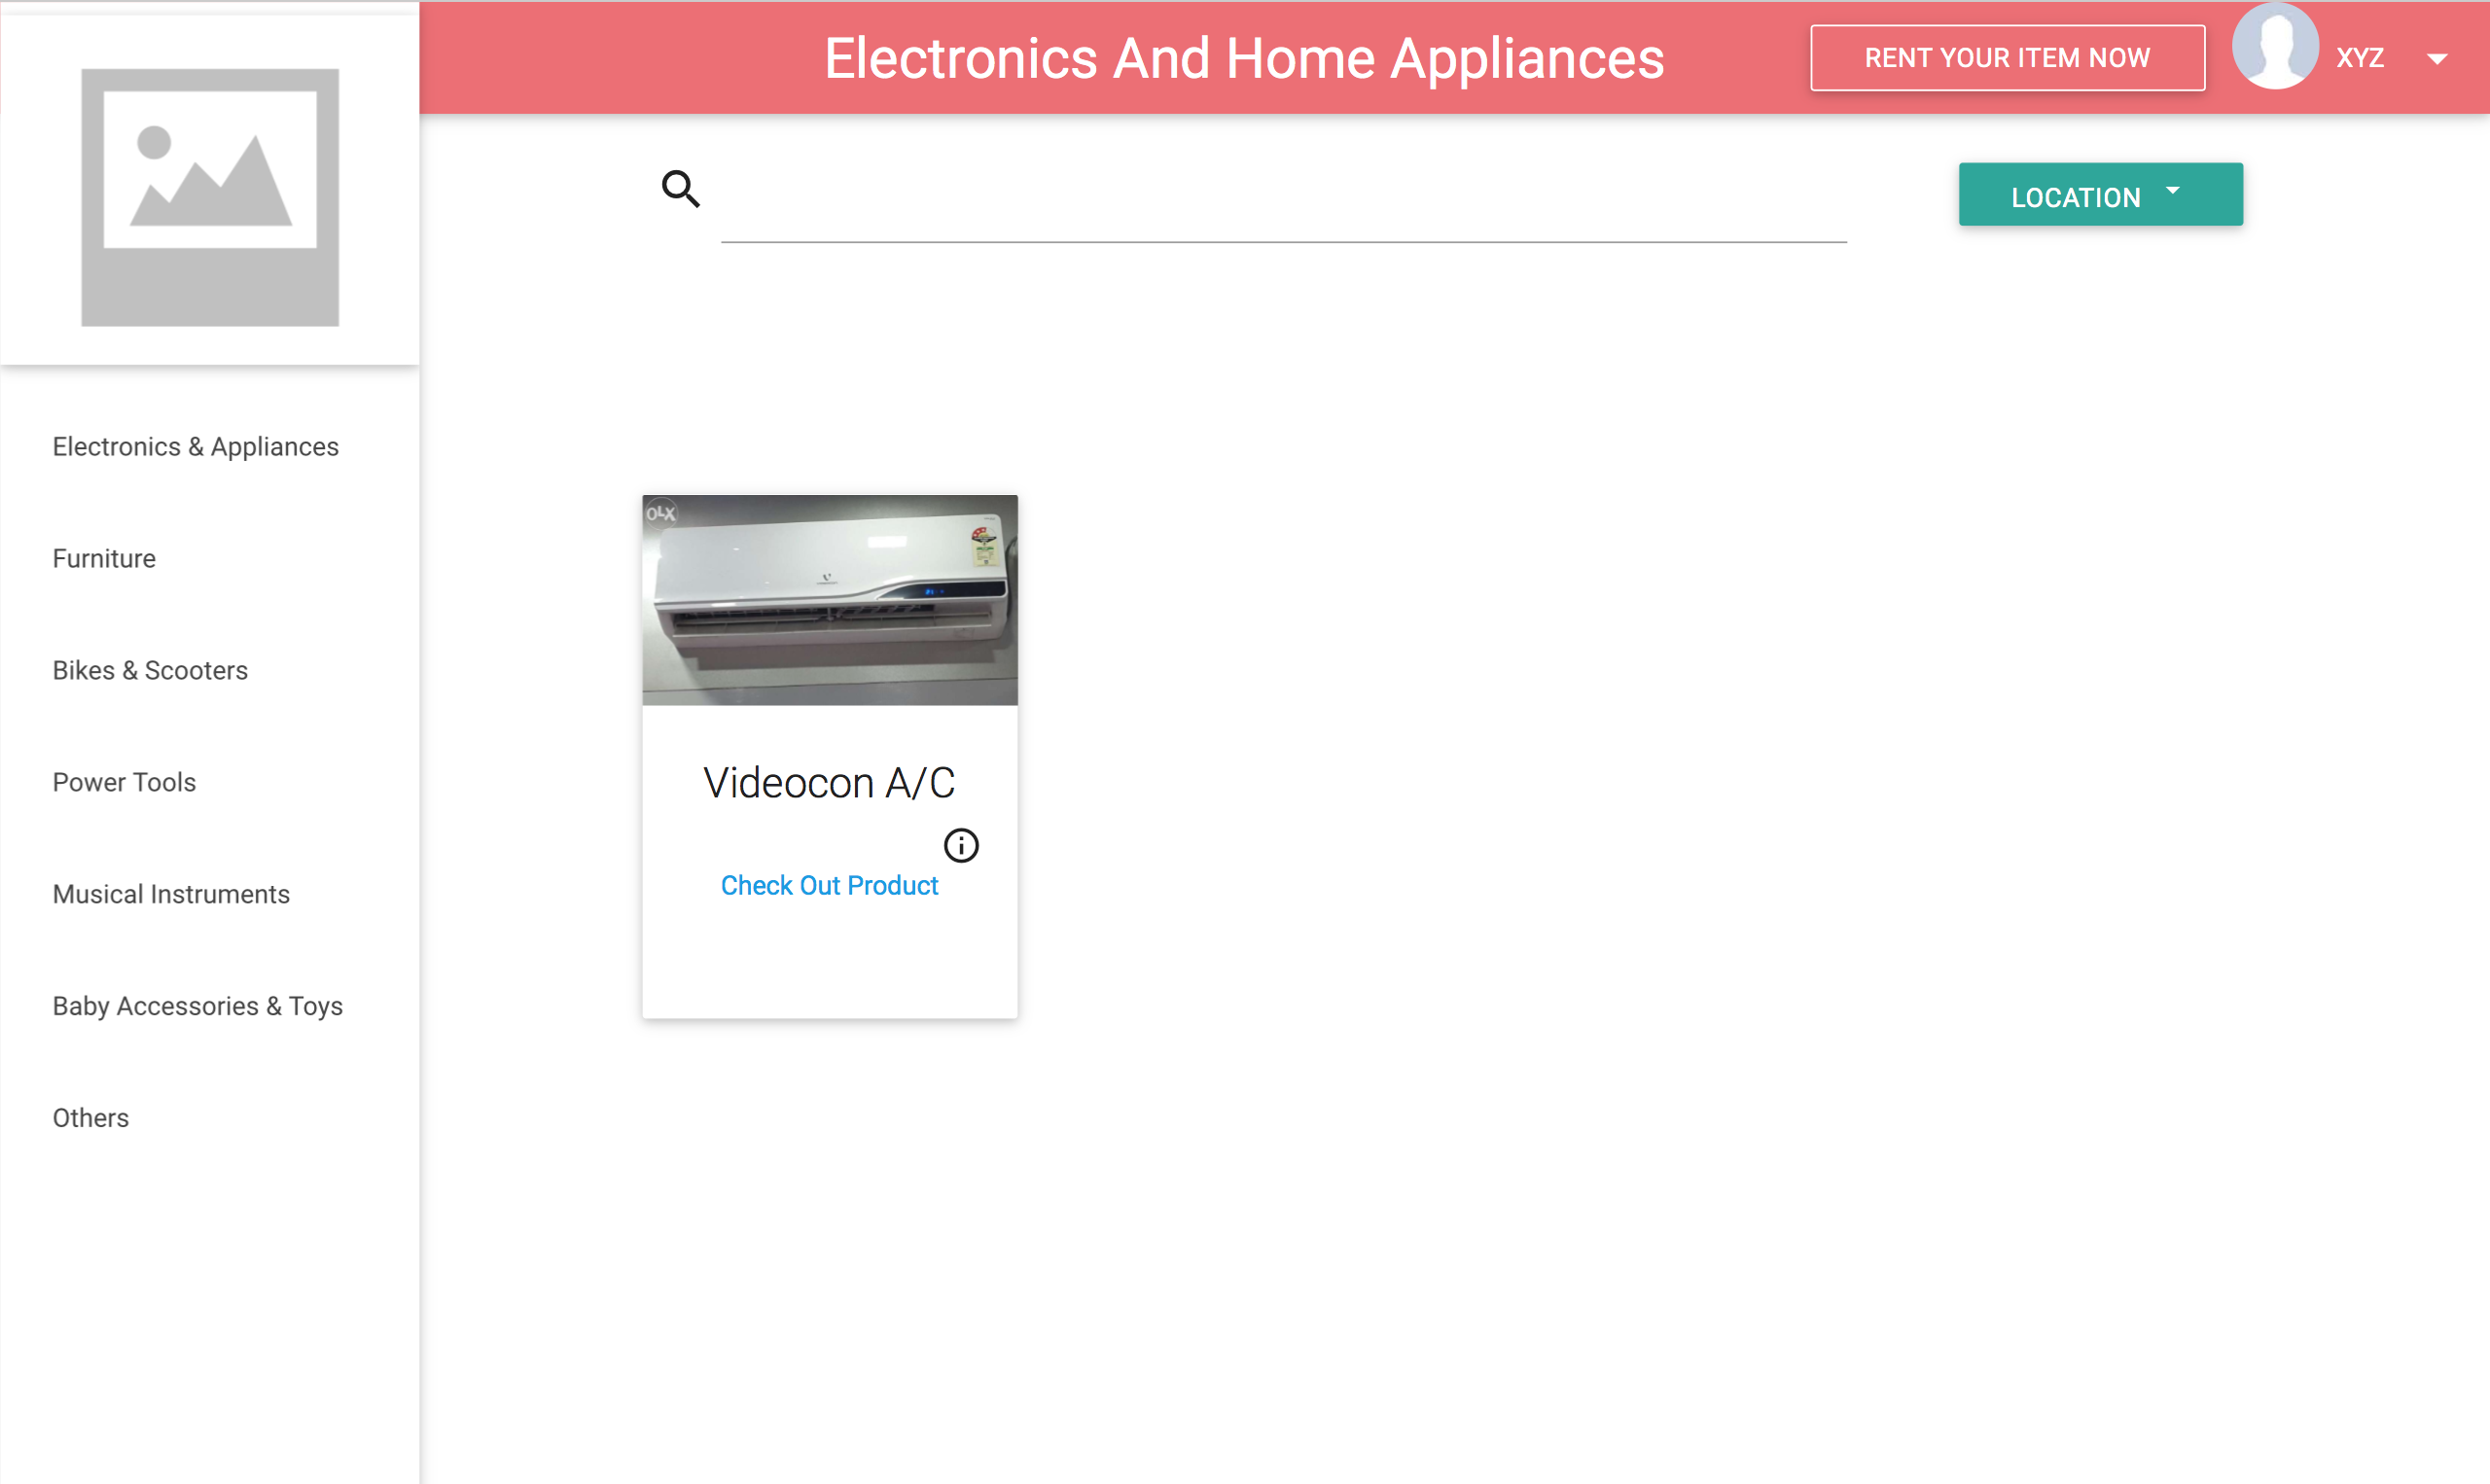 Electronics And Home Appliances
RENT YOUR ITEM NOW
XYZ
LOCATION
Electronics & Appliances
Furniture
Bikes & Scooters
Power Tools
Musical Instruments
Baby Accessories & Toys
Others
OLX
Videocon A/C
Check Out Product